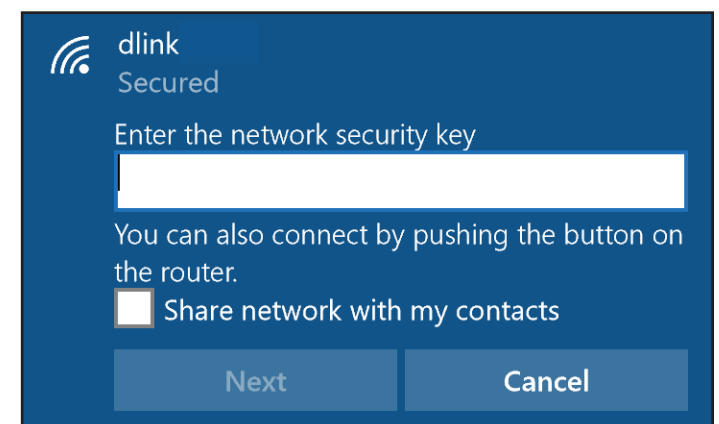 dlink
Secured
Enter the network security key
You can also connect by pushing the button on
the router.
Share network with my contacts
Next
Cancel